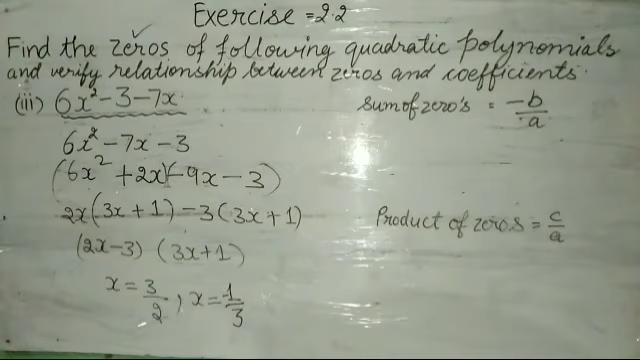 Exercise = 2.2
Find the zeros of following quadratic polynomials
and verify relationship between zeros and coefficients.
(iii) 6x² - 3 - 7x
6x² - 7x - 3
(6x² + 2x)(-9x - 3)
2x(3x + 1) - 3(3x + 1)
(2x - 3) (3x + 1)
x = 3/2, x = -1/3
Sum of zero's = -b/a
Product of zeros = c/a